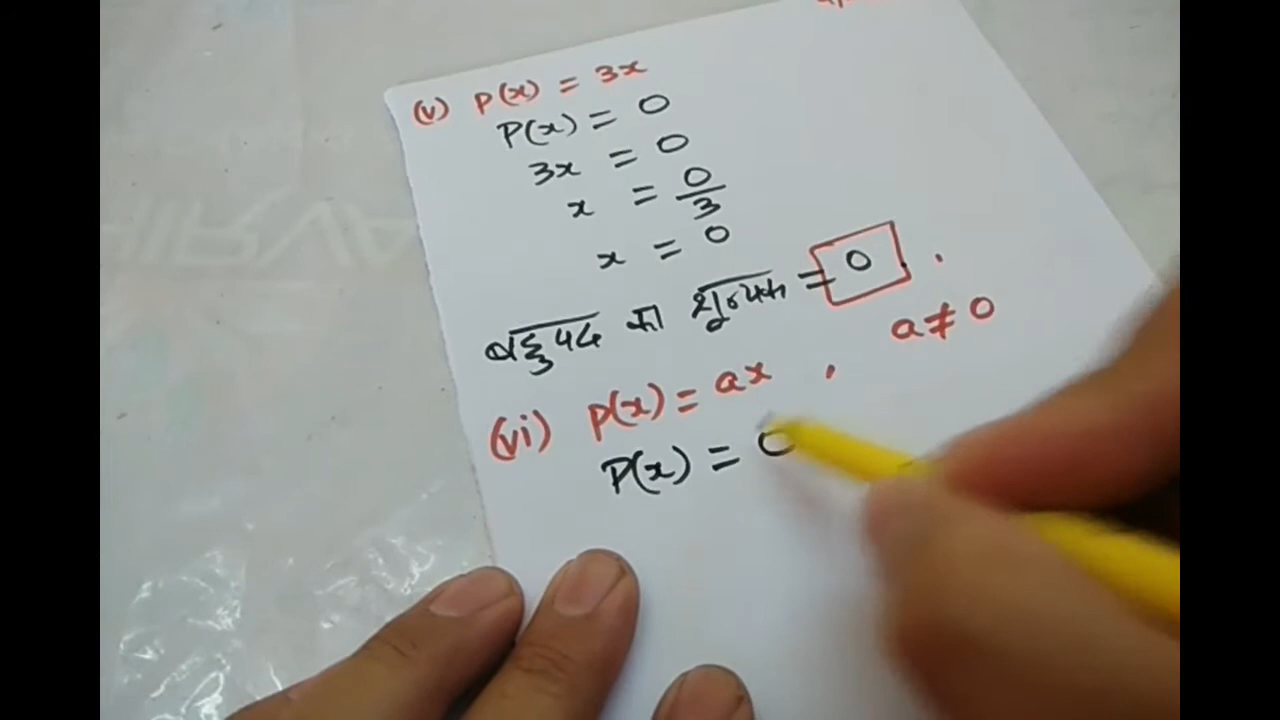 (v) P(x) = 3x
P(x) = 0
3x = 0
x = 0/3
x = 0
बहुपद का शून्यक = 0 .
(vi) P(x) = ax , a ≠ 0
P(x) = 0